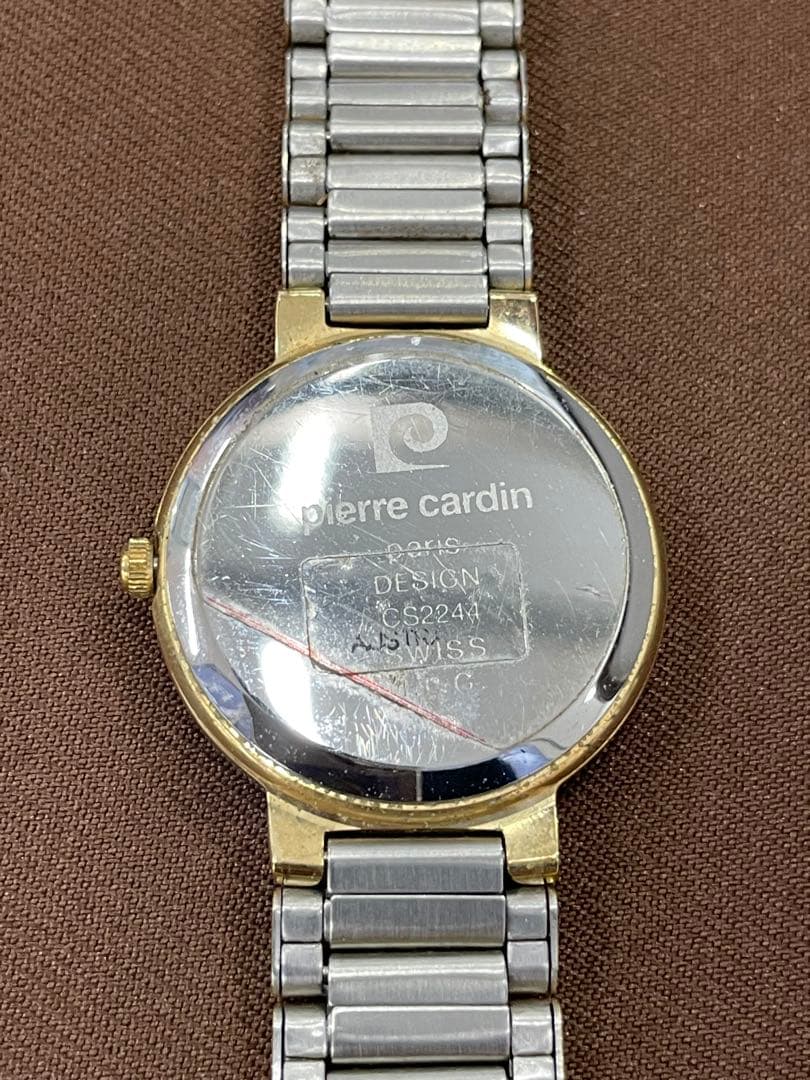 pierre cardin
paris
DESIGN
CS2244
SWISS